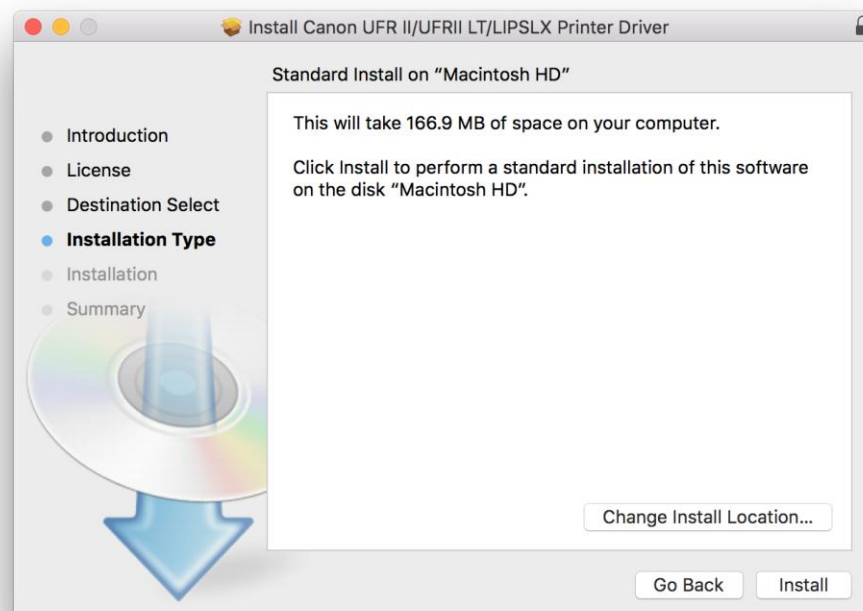 Install Canon UFR II/UFRII LT/LIPSLX Printer Driver
Standard Install on “Macintosh HD”
Introduction
License
Destination Select
Installation Type
Installation
Summary
This will take 166.9 MB of space on your computer.
Click Install to perform a standard installation of this software
on the disk “Macintosh HD”.
Change Install Location...
Go Back
Install